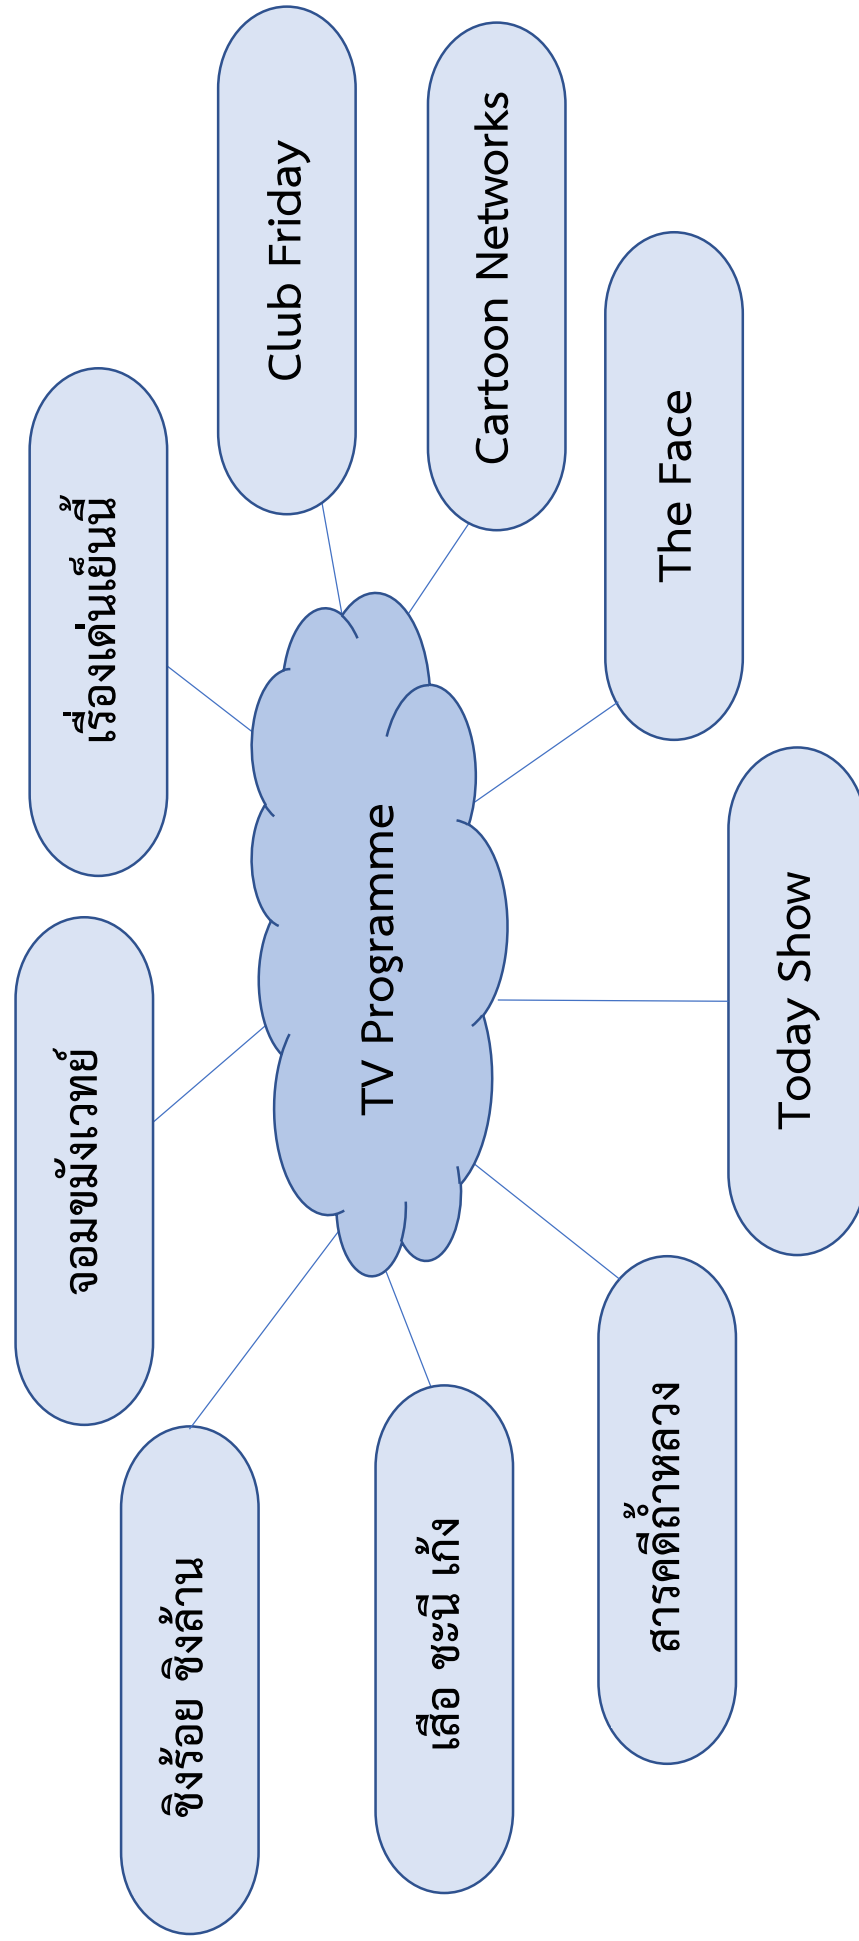 จอมขมังเวทย์
เรื่องเด่นเย็นนี้
ชิงร้อย ชิงล้าน
Club Friday
TV Programme
เสือ ชะนี เก้ง
Cartoon Networks
สารคดีถ้ำหลวง
The Face
Today Show